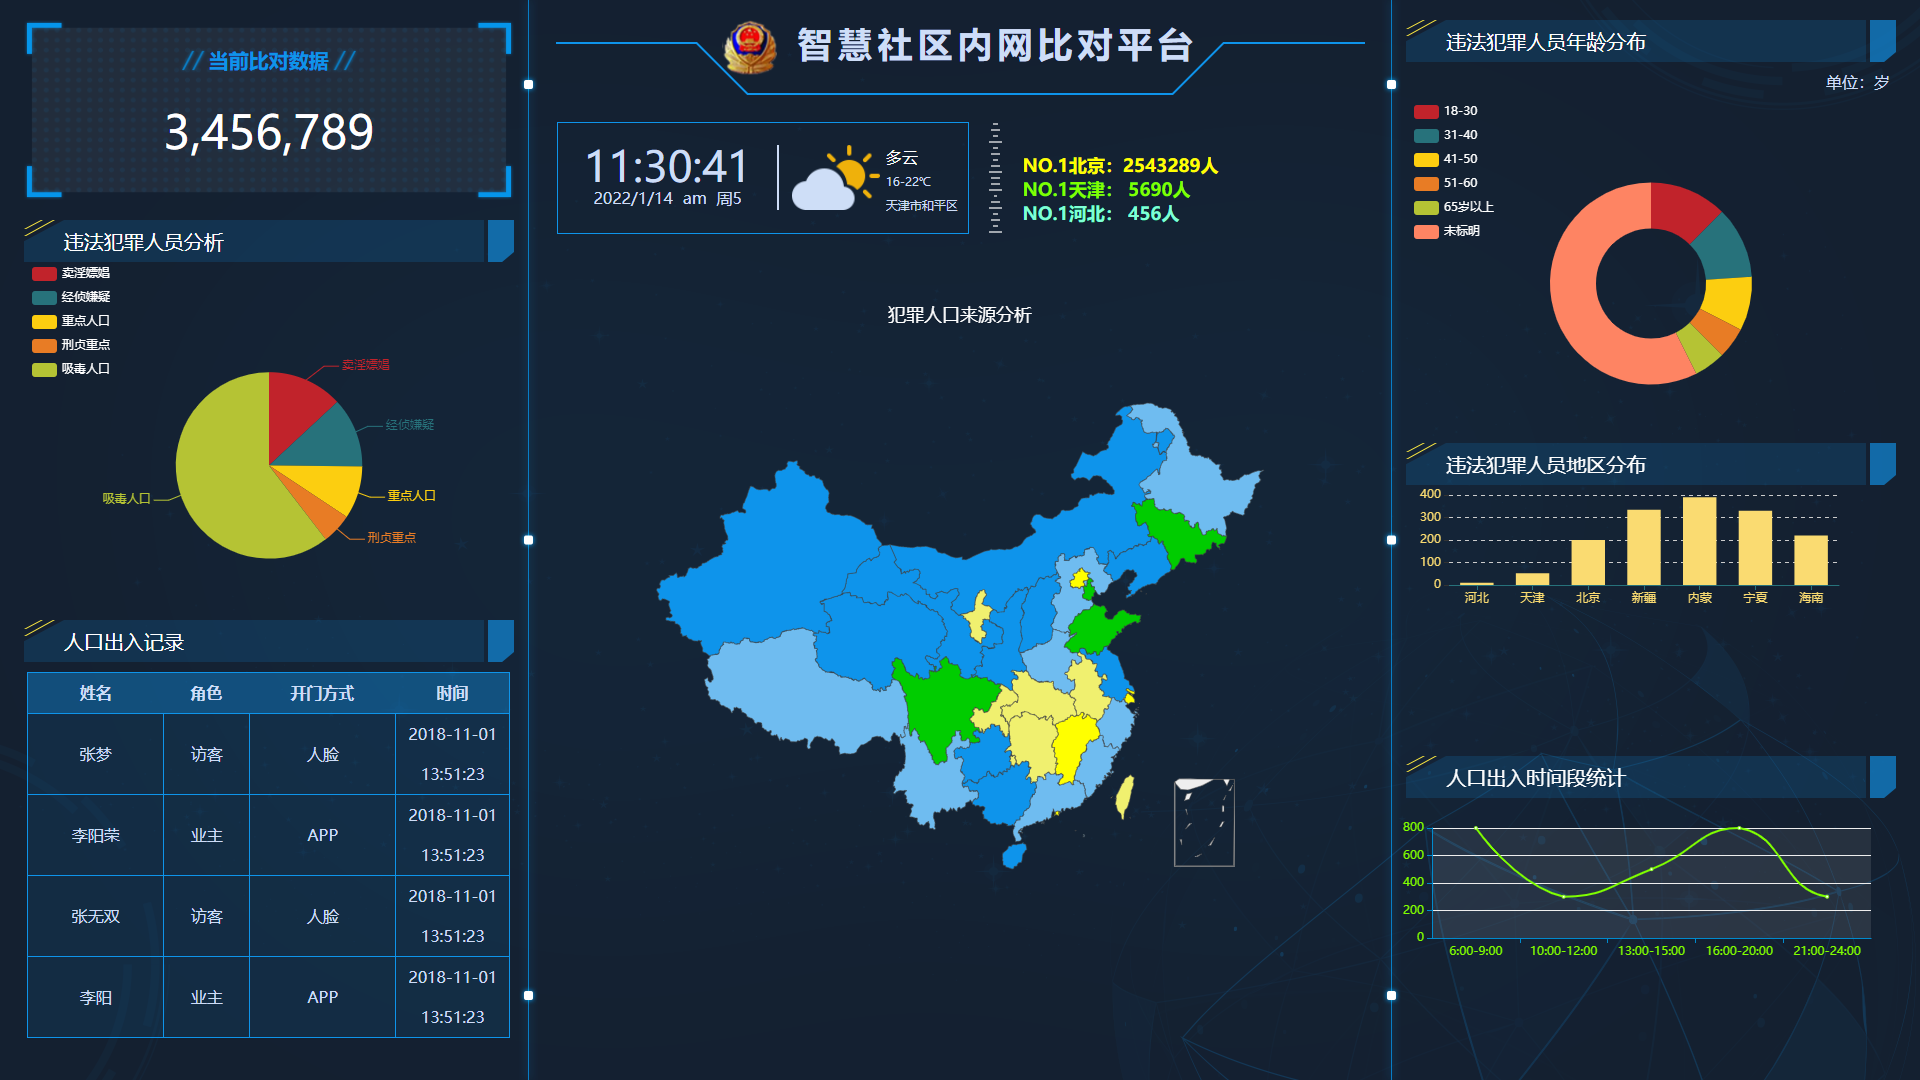 // 当前比对数据 //
3,456,789
违法犯罪人员分析
卖淫嫖娼
经侦嫌疑
重点人口
刑贞重点
吸毒人口
卖淫嫖娼
经侦嫌疑
重点人口
刑贞重点
吸毒人口
人口出入记录
姓名 角色 开门方式 时间
张梦 访客 人脸 2018-11-01 13:51:23
李阳荣 业主 APP 2018-11-01 13:51:23
张无双 访客 人脸 2018-11-01 13:51:23
李阳 业主 APP 2018-11-01 13:51:23
智慧社区内网比对平台
11:30:41
2022/1/14 am 周5
多云
16-22℃
天津市和平区
NO.1北京：2543289人
NO.1天津： 5690人
NO.1河北： 456人
犯罪人口来源分析
违法犯罪人员年龄分布
单位：岁
18-30
31-40
41-50
51-60
65岁以上
未标明
违法犯罪人员地区分布
400
300
200
100
0
河北 天津 北京 新疆 内蒙 宁夏 海南
人口出入时间段统计
800
600
400
200
0
6:00-9:00 10:00-12:00 13:00-15:00 16:00-20:00 21:00-24:00